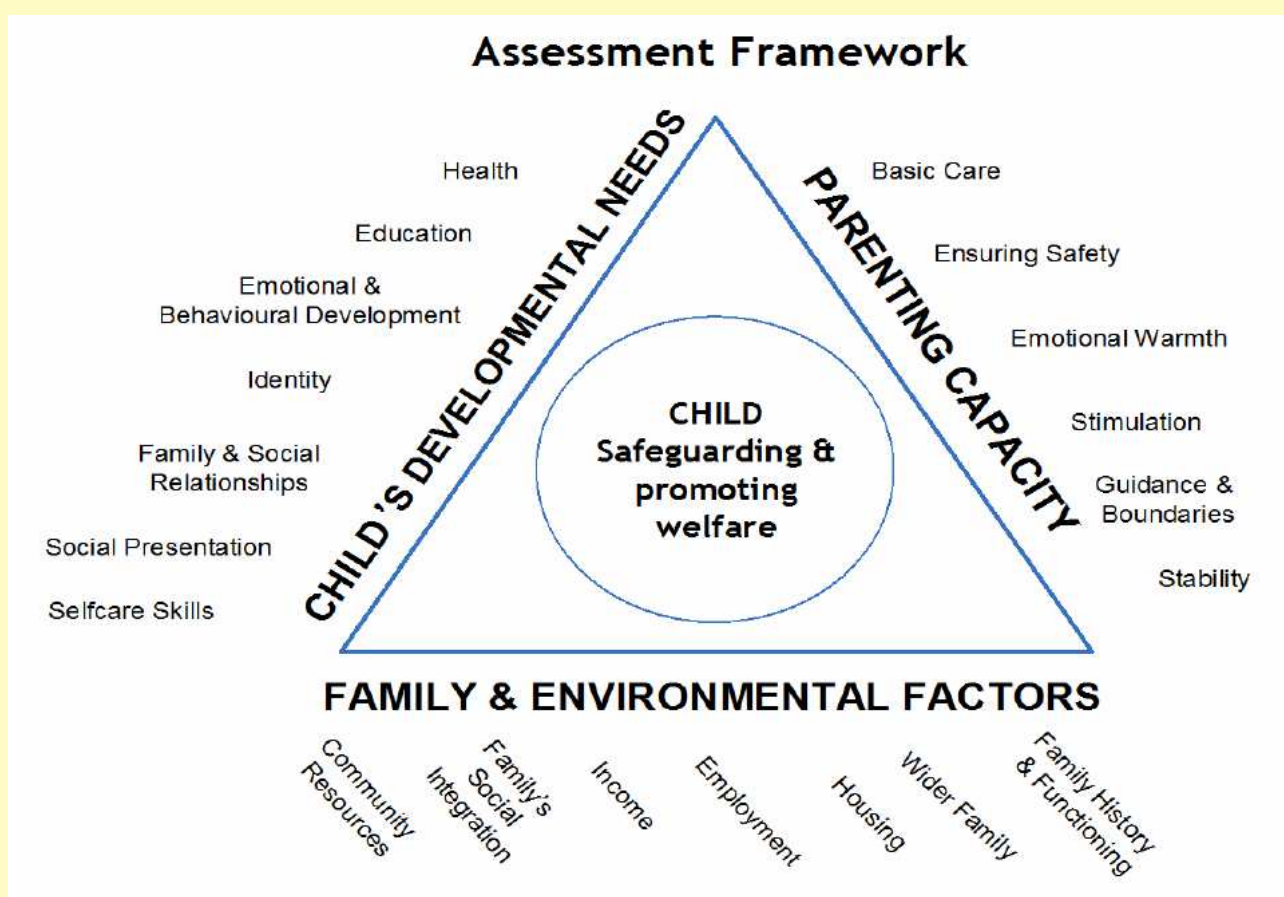 Assessment Framework
CHILD'S DEVELOPMENTAL NEEDS
Health
Education
Emotional &
Behavioural Development
Identity
Family & Social
Relationships
Social Presentation
Selfcare Skills
PARENTING CAPACITY
Basic Care
Ensuring Safety
Emotional Warmth
Stimulation
Guidance &
Boundaries
Stability
CHILD
Safeguarding &
promoting
welfare
FAMILY & ENVIRONMENTAL FACTORS
Community
Resources
Family's
Social
Integration
Income
Employment
Housing
Wider Family
Family History
& Functioning